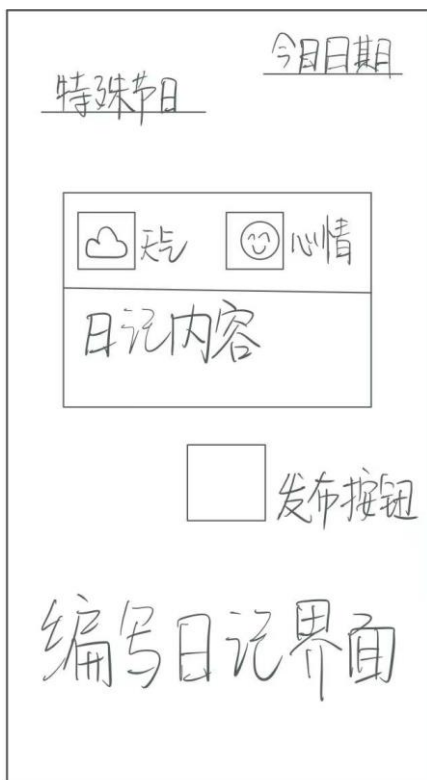 今日日期
特殊节日
天气 心情
日记内容
发布按钮
编写日记界面